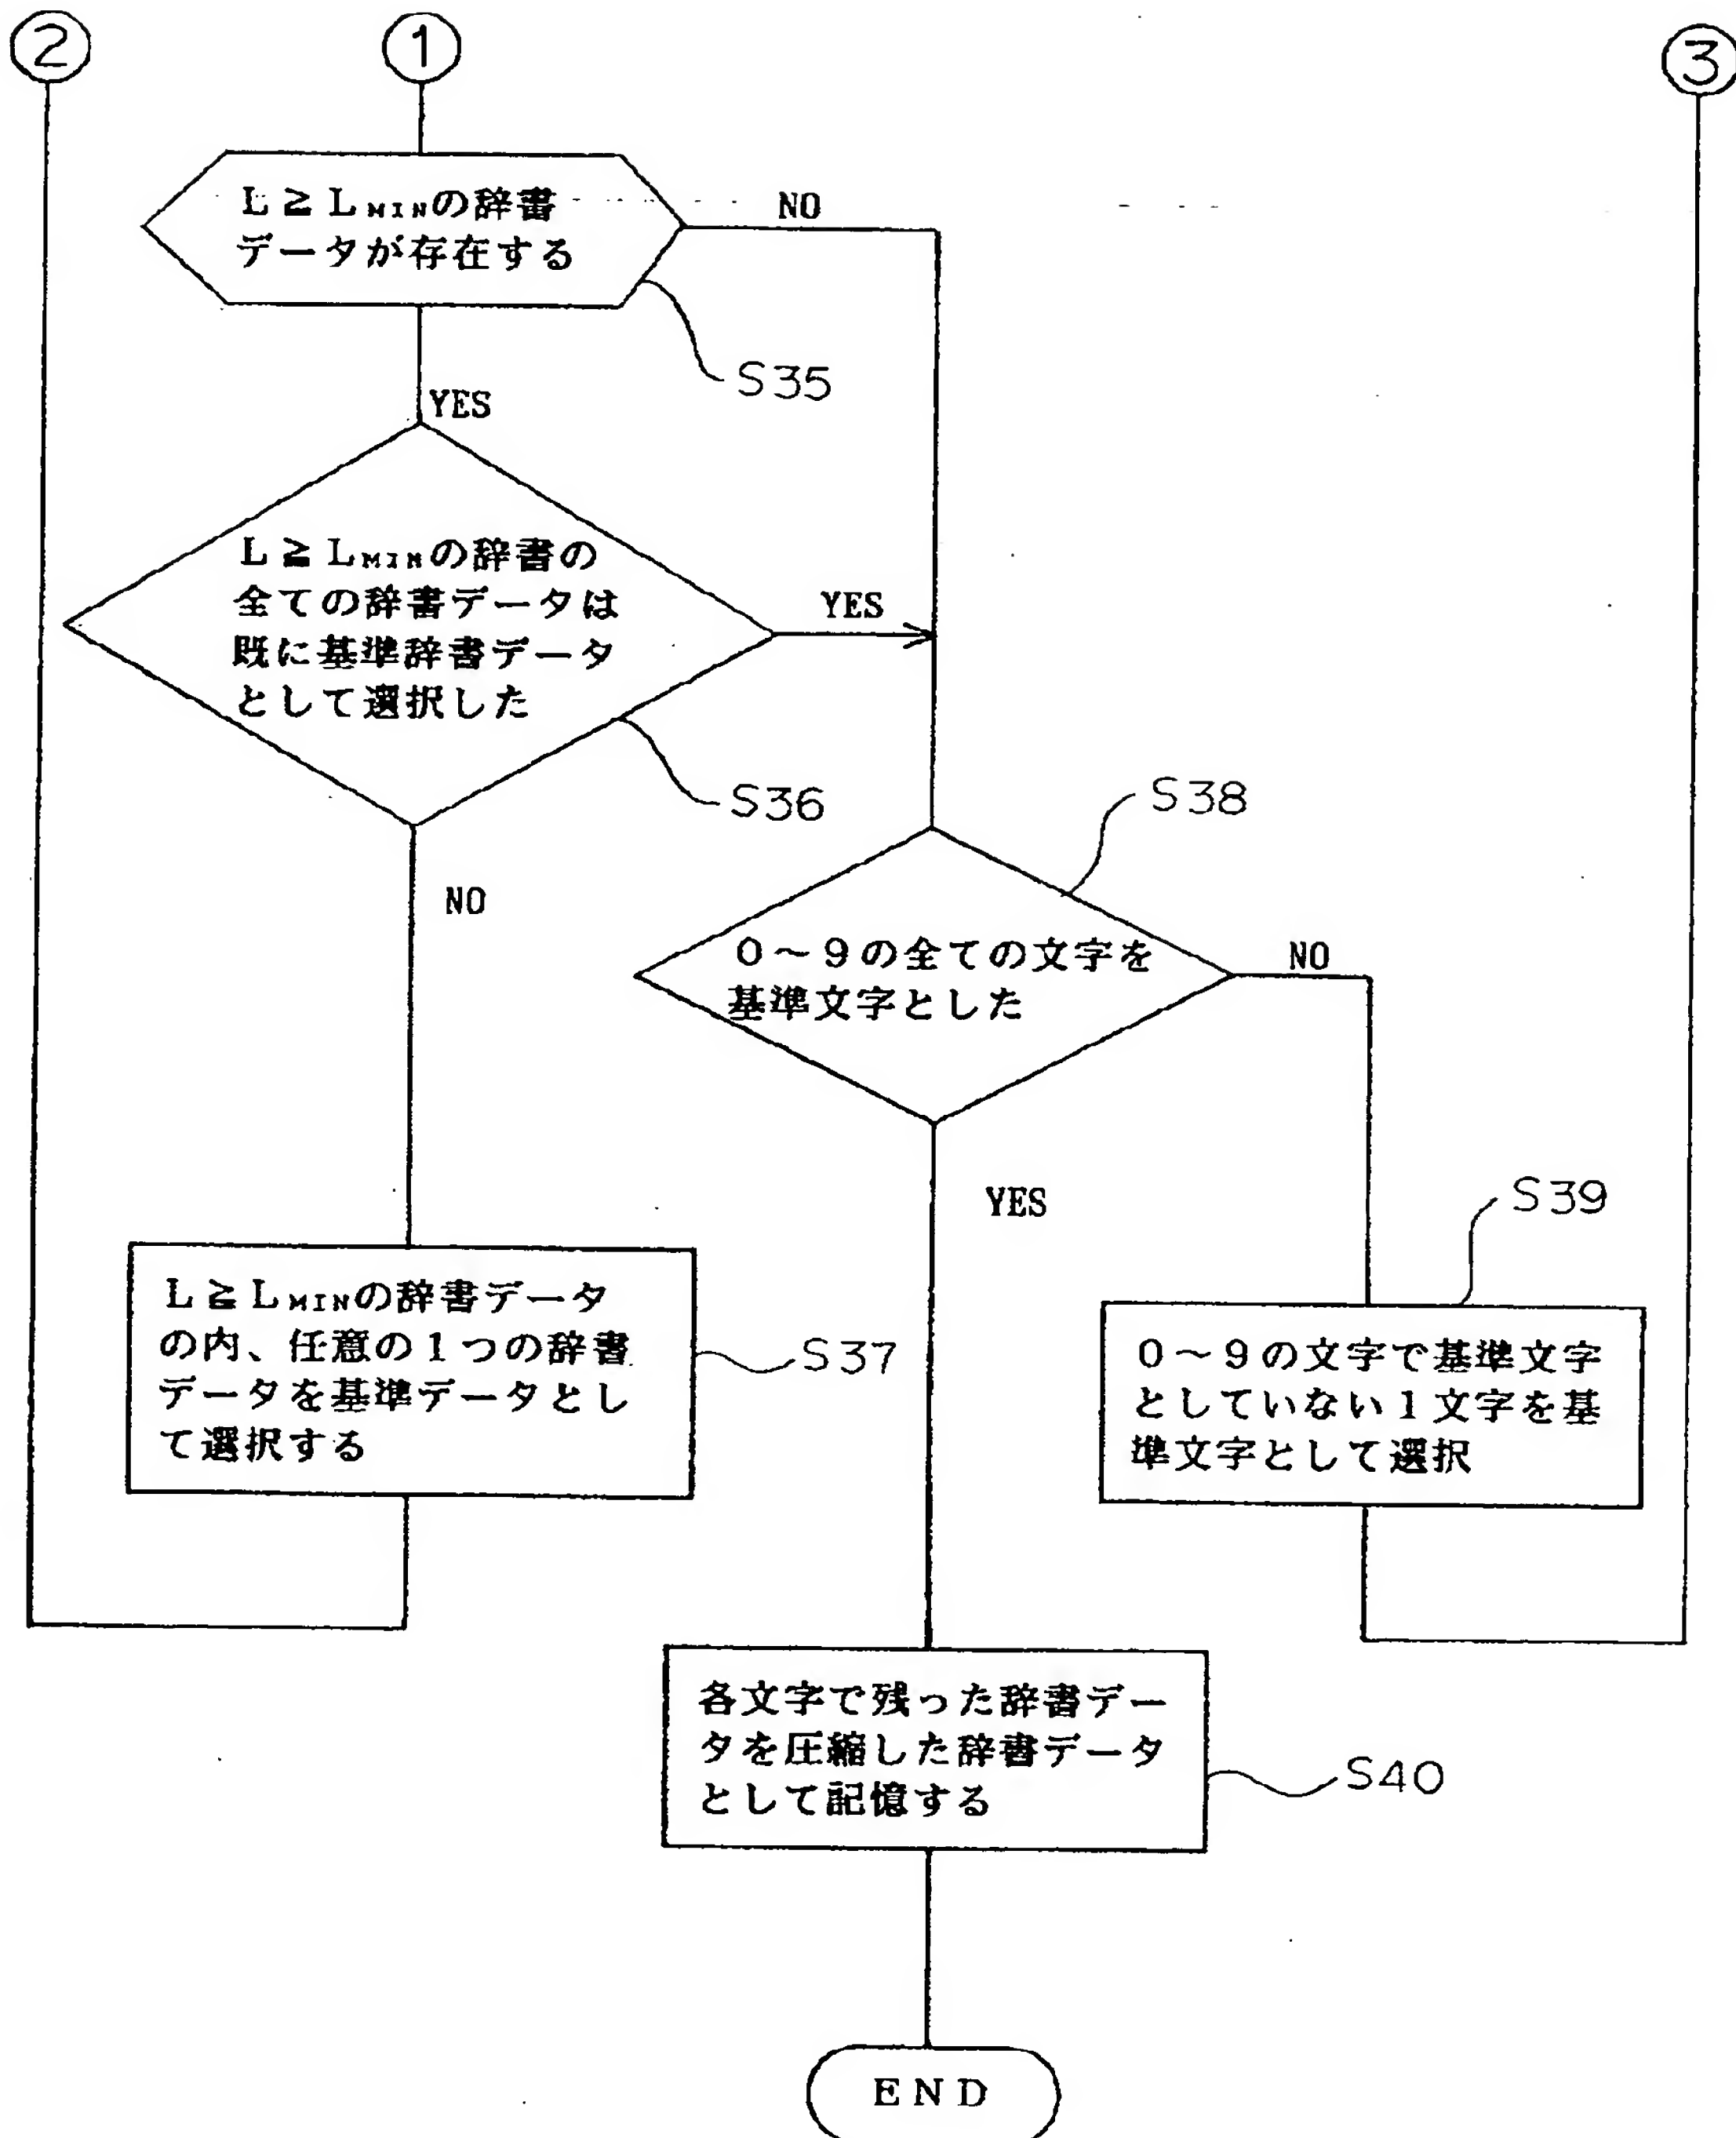 ②
①
③
L≧LMINの辞書
データが存在する
NO
S35
YES
L≧LMINの辞書の
全ての辞書データは
既に基準辞書データ
として選択した
YES
S36
NO
S38
0～9の全ての文字を
基準文字とした
NO
YES
S39
L≧LMINの辞書データ
の内、任意の1つの辞書
データを基準データとし
て選択する
S37
0～9の文字で基準文字
としていない1文字を基
準文字として選択
各文字で残った辞書デー
タを圧縮した辞書データ
として記憶する
S40
END